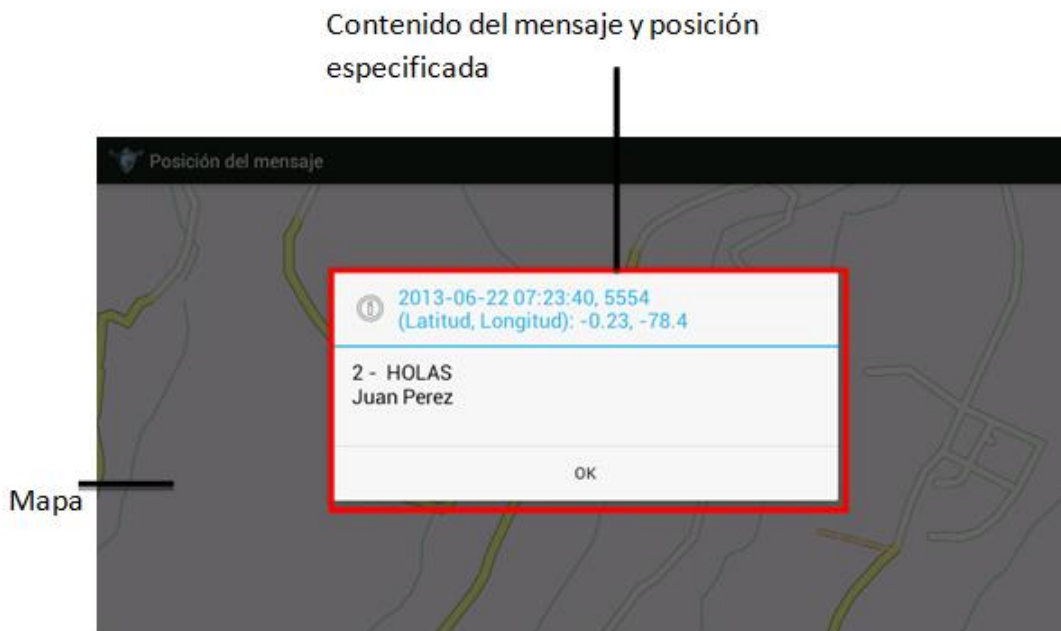 Contenido del mensaje y posición
especificada
Posición del mensaje
2013-06-22 07:23:40, 5554
(Latitud, Longitud): -0.23, -78.4
2 - HOLAS
Juan Perez
OK
Mapa